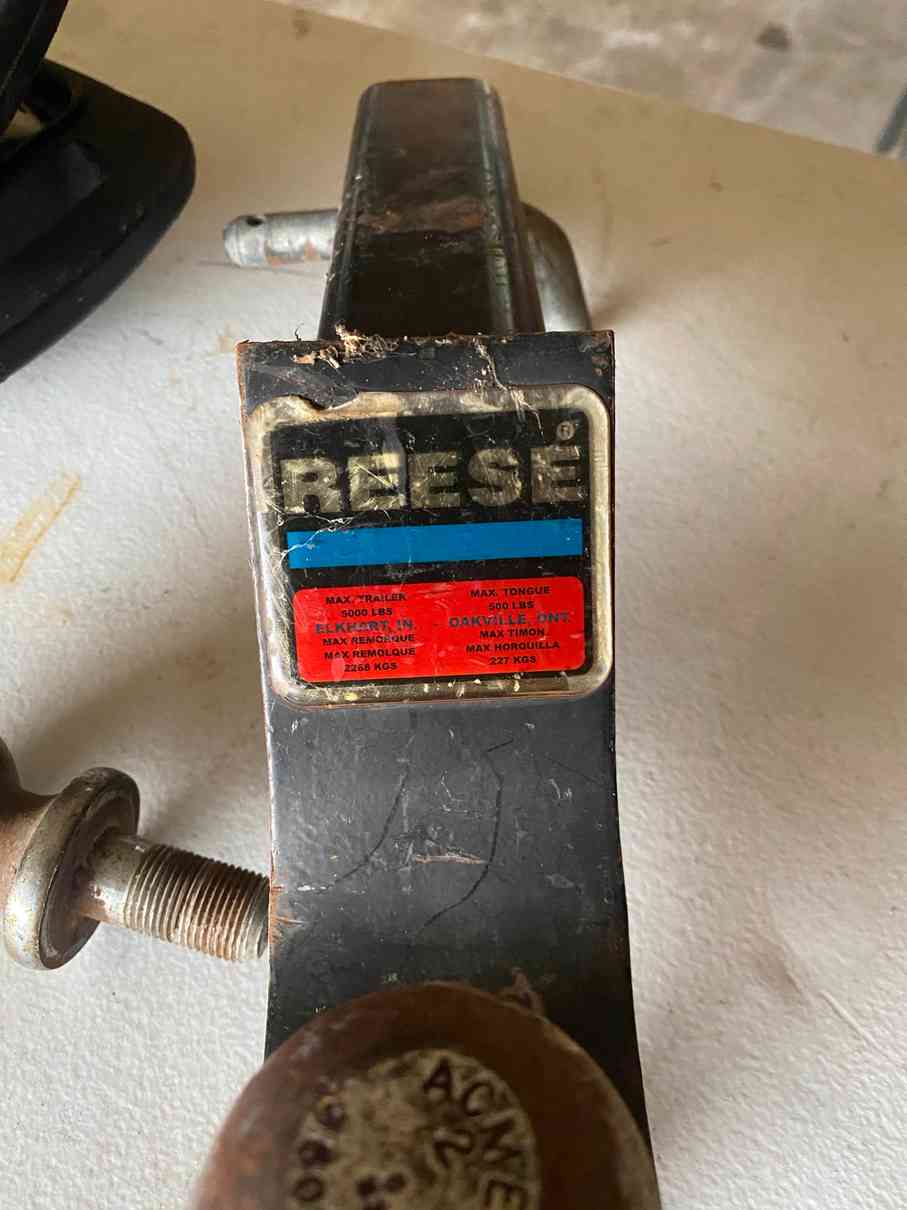 REESE®
MAX. TRAILER
5000 LBS
MAX. TONGUE
500 LBS
ELKHART, IN. - OAKVILLE, ONT.
MAX REMORQUE
MAX REMOLQUE
2268 KGS
MAX TIMON
MAX HORQUILLA
227 KGS
ACME
2